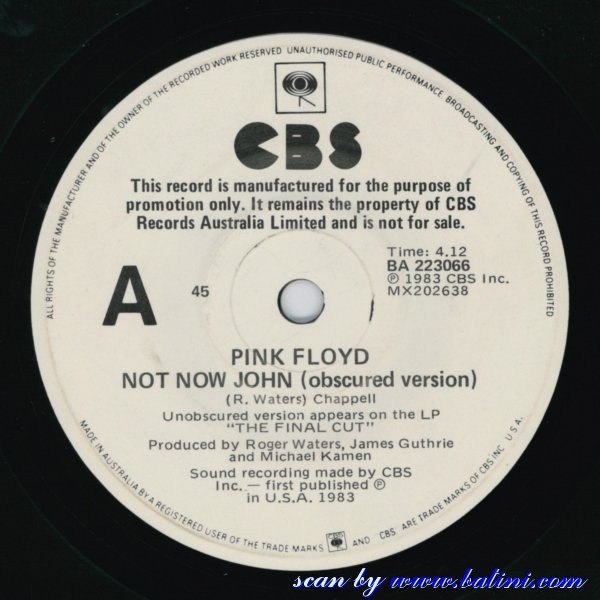 ALL RIGHTS OF THE MANUFACTURER AND OF THE OWNER OF THE RECORDED WORK RESERVED UNAUTHORISED PUBLIC PERFORMANCE BROADCASTING AND COPYING OF THIS RECORD PROHIBITED
CBS
This record is manufactured for the purpose of
promotion only. It remains the property of CBS
Records Australia Limited and is not for sale.
Time: 4.12
BA 223066
℗ 1983 CBS Inc.
MX202638
A
45
PINK FLOYD
NOT NOW JOHN (obscured version)
(R. Waters) Chappell
Unobscured version appears on the LP
“THE FINAL CUT”
Produced by Roger Waters, James Guthrie
and Michael Kamen
Sound recording made by CBS
Inc. — first published ℗
in U.S.A. 1983
MADE IN AUSTRALIA BY A REGISTERED USER OF THE TRADE MARKS AND CBS ARE TRADE MARKS OF CBS INC U.S.A.
scan by www.batini.com